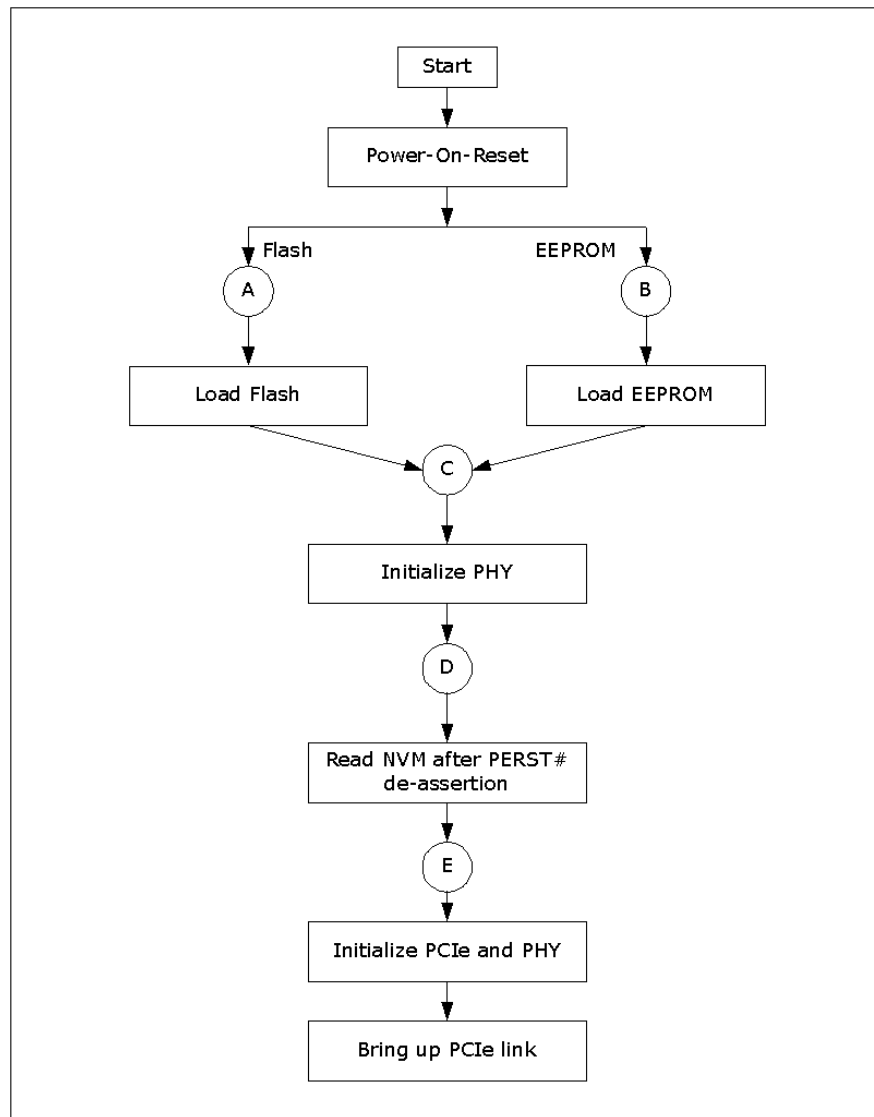 Start
Power-On-Reset
Flash
EEPROM
A
B
Load Flash
Load EEPROM
C
Initialize PHY
D
Read NVM after PERST#
de-assertion
E
Initialize PCIe and PHY
Bring up PCIe link